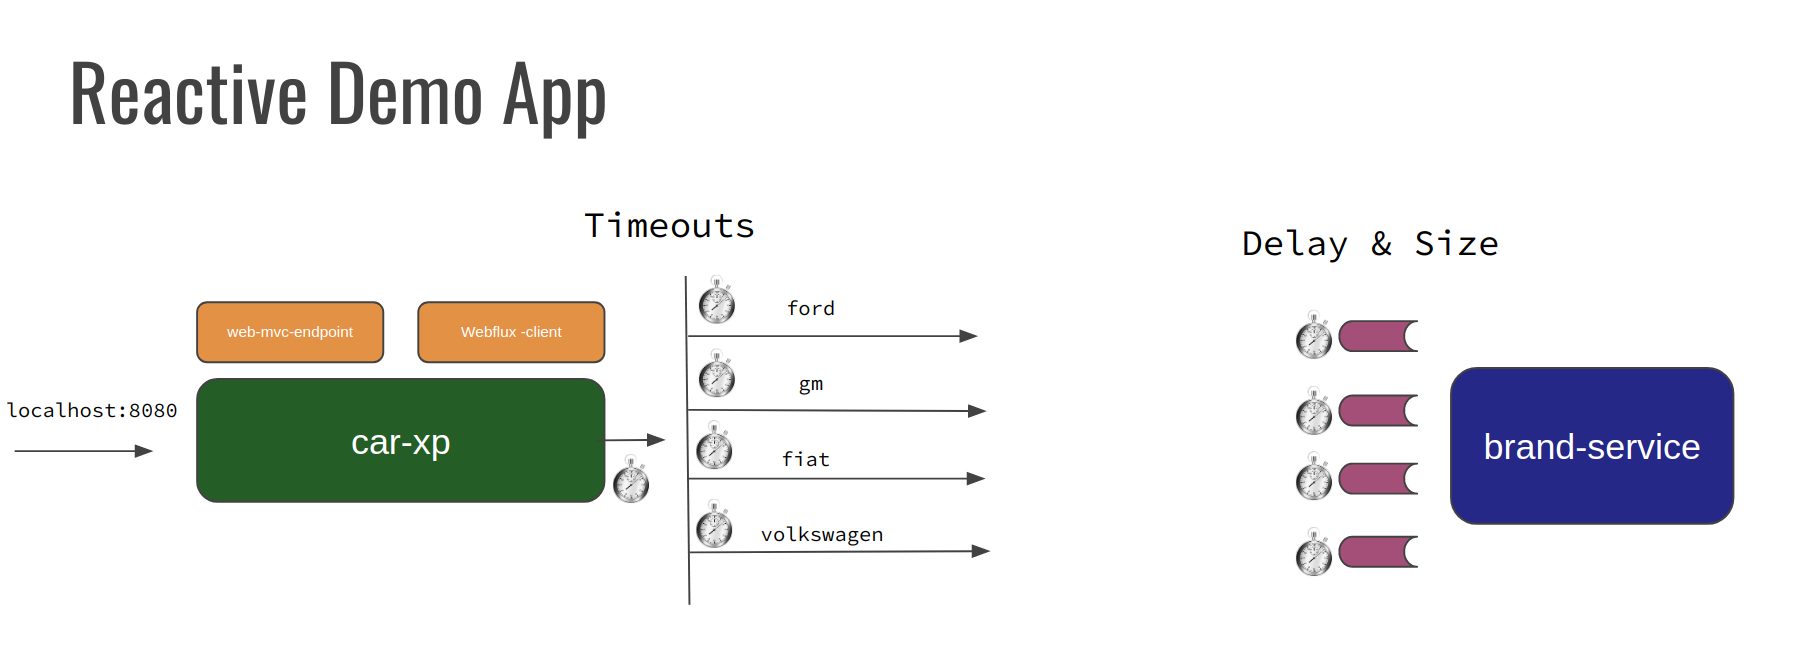 Reactive Demo App
Timeouts
Delay & Size
web-mvc-endpoint
Webflux -client
localhost:8080
car-xp
ford
gm
fiat
volkswagen
brand-service